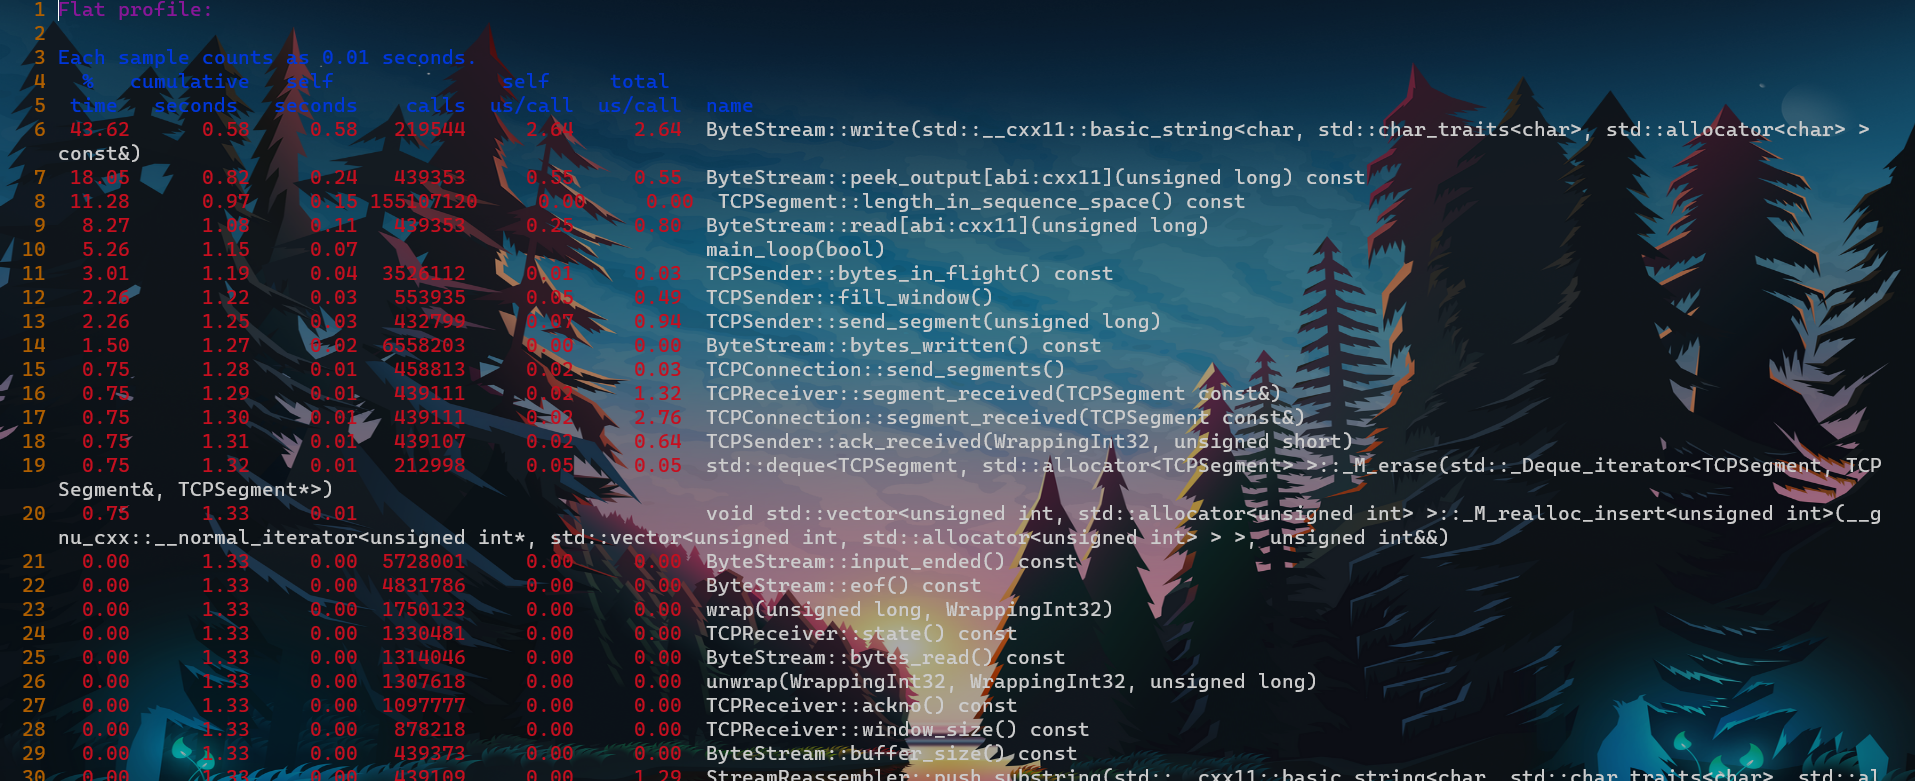 1 Flat profile:
2
3 Each sample counts as 0.01 seconds.
4 % cumulative self self total
5 time seconds seconds calls us/call us/call name
6 43.62 0.58 0.58 219544 2.64 2.64 ByteStream::write(std::__cxx11::basic_string<char, std::char_traits<char>, std::allocator<char> >
const&)
7 18.05 0.82 0.24 439353 0.55 0.55 ByteStream::peek_output[abi:cxx11](unsigned long) const
8 11.28 0.97 0.15 155107120 0.00 0.00 TCPSegment::length_in_sequence_space() const
9 8.27 1.08 0.11 439353 0.25 0.80 ByteStream::read[abi:cxx11](unsigned long)
10 5.26 1.15 0.07 main_loop(bool)
11 3.01 1.19 0.04 3526112 0.01 0.03 TCPSender::bytes_in_flight() const
12 2.26 1.22 0.03 553935 0.05 0.49 TCPSender::fill_window()
13 2.26 1.25 0.03 432799 0.07 0.94 TCPSender::send_segment(unsigned long)
14 1.50 1.27 0.02 6558203 0.00 0.00 ByteStream::bytes_written() const
15 0.75 1.28 0.01 458813 0.02 0.03 TCPConnection::send_segments()
16 0.75 1.29 0.01 439111 0.02 1.32 TCPReceiver::segment_received(TCPSegment const&)
17 0.75 1.30 0.01 439111 0.02 2.76 TCPConnection::segment_received(TCPSegment const&)
18 0.75 1.31 0.01 439107 0.02 0.64 TCPSender::ack_received(WrappingInt32, unsigned short)
19 0.75 1.32 0.01 212998 0.05 0.05 std::deque<TCPSegment, std::allocator<TCPSegment> >::_M_erase(std::_Deque_iterator<TCPSegment, TCP
Segment&, TCPSegment*>)
20 0.75 1.33 0.01 void std::vector<unsigned int, std::allocator<unsigned int> >::_M_realloc_insert<unsigned int>(__g
nu_cxx::__normal_iterator<unsigned int*, std::vector<unsigned int, std::allocator<unsigned int> > >, unsigned int&&)
21 0.00 1.33 0.00 5728001 0.00 0.00 ByteStream::input_ended() const
22 0.00 1.33 0.00 4831786 0.00 0.00 ByteStream::eof() const
23 0.00 1.33 0.00 1750123 0.00 0.00 wrap(unsigned long, WrappingInt32)
24 0.00 1.33 0.00 1330481 0.00 0.00 TCPReceiver::state() const
25 0.00 1.33 0.00 1314046 0.00 0.00 ByteStream::bytes_read() const
26 0.00 1.33 0.00 1307618 0.00 0.00 unwrap(WrappingInt32, WrappingInt32, unsigned long)
27 0.00 1.33 0.00 1097777 0.00 0.00 TCPReceiver::ackno() const
28 0.00 1.33 0.00 878218 0.00 0.00 TCPReceiver::window_size() const
29 0.00 1.33 0.00 439373 0.00 0.00 ByteStream::buffer_size() const
30 0.00 1.33 0.00 439109 0.00 1.29 StreamReassembler::push_substring(std::__cxx11::basic_string<char, std::char_traits<char>, std::al